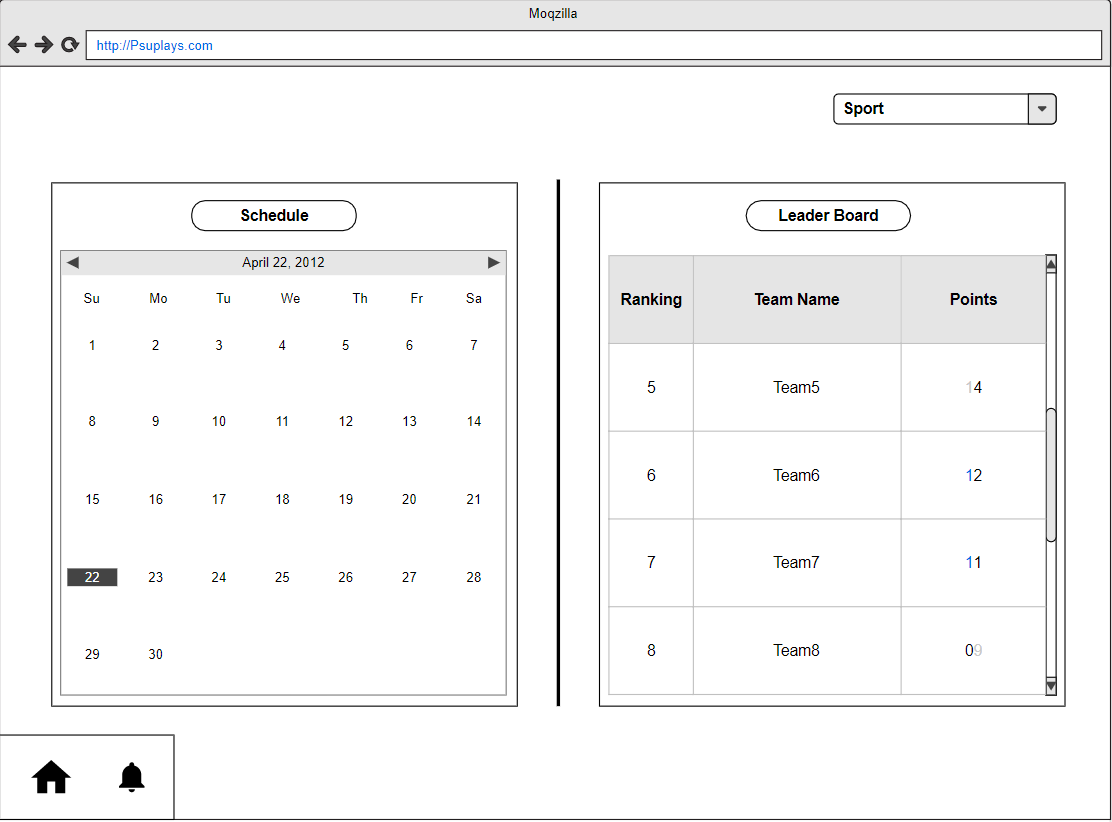 Moqzilla
http://Psuplays.com
Sport
Schedule
April 22, 2012
Su Mo Tu We Th Fr Sa
1 2 3 4 5 6 7
8 9 10 11 12 13 14
15 16 17 18 19 20 21
22 23 24 25 26 27 28
29 30
Leader Board
Ranking Team Name Points
5 Team5 14
6 Team6 12
7 Team7 11
8 Team8 09